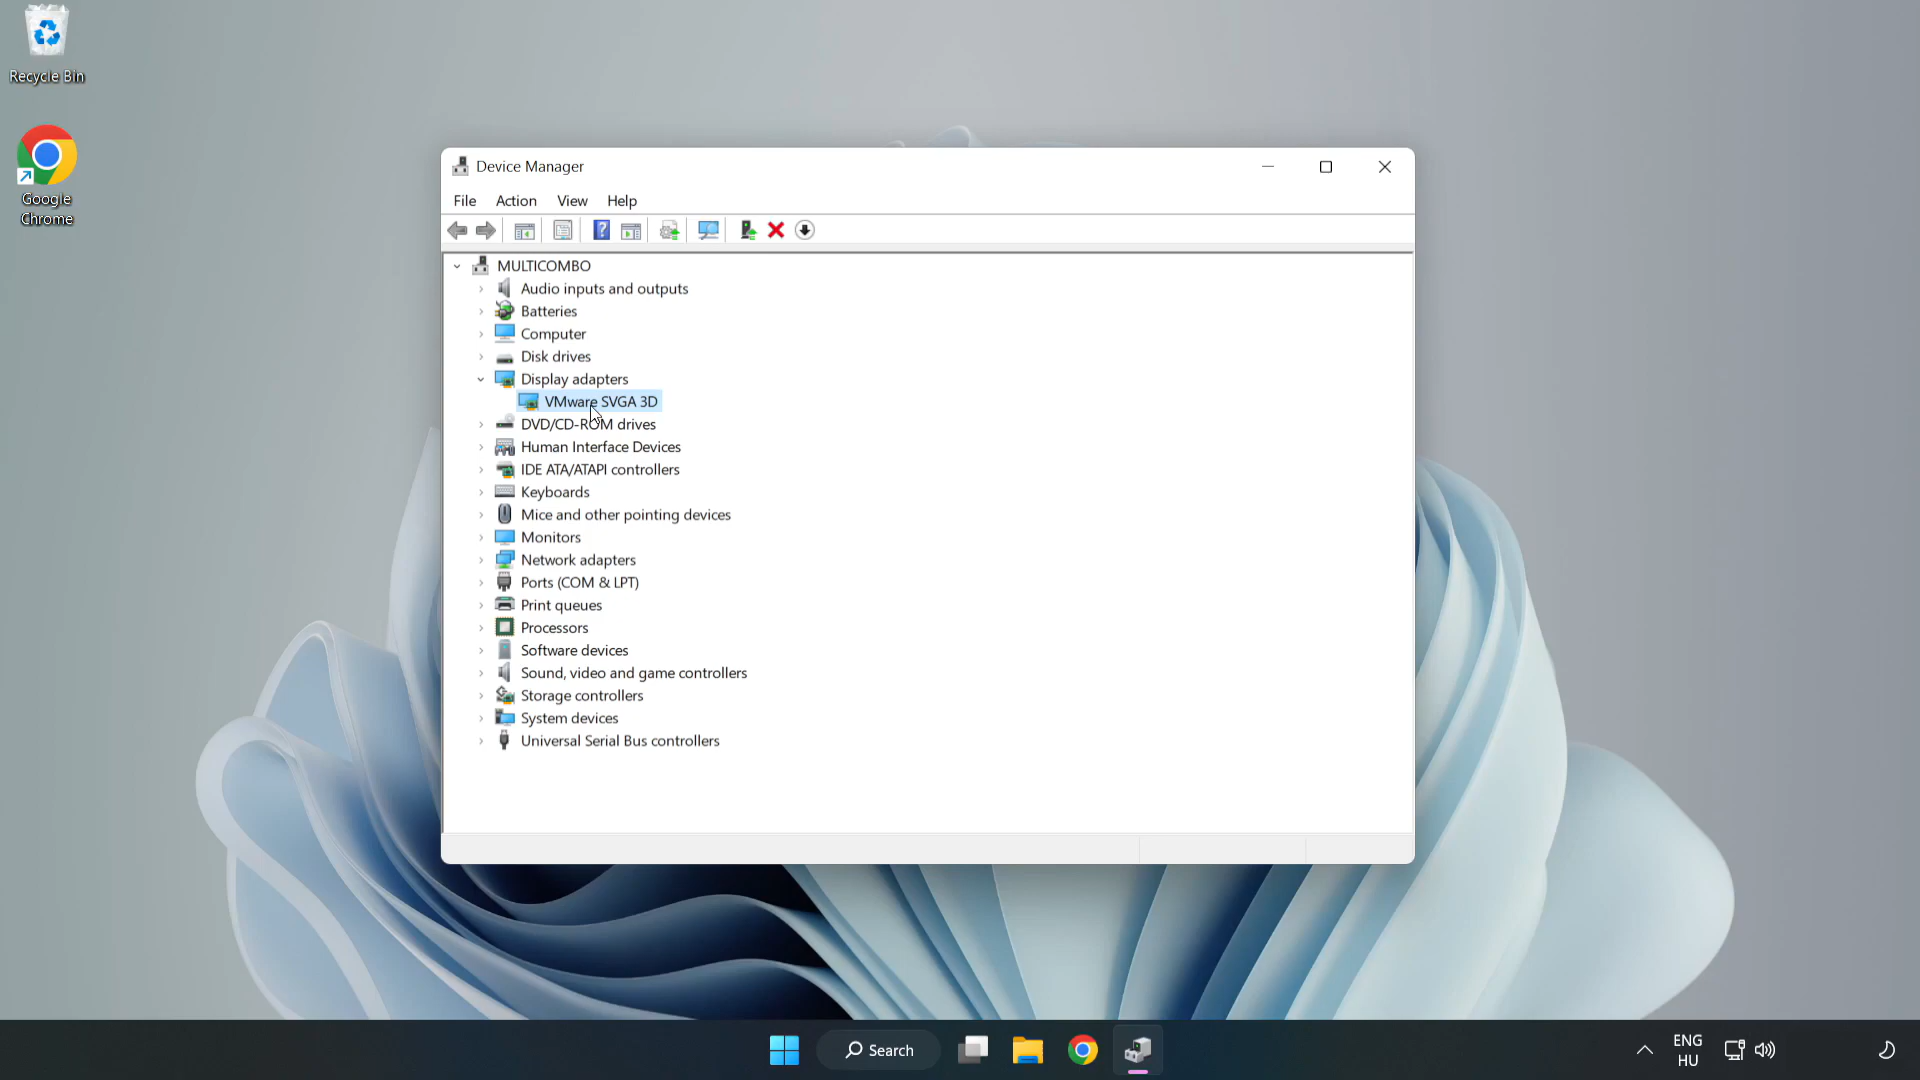 Recycle Bin
Google
Chrome
Device Manager
File Action View Help
MULTICOMBO
Audio inputs and outputs
Batteries
Computer
Disk drives
Display adapters
VMware SVGA 3D
DVD/CD-ROM drives
Human Interface Devices
IDE ATA/ATAPI controllers
Keyboards
Mice and other pointing devices
Monitors
Network adapters
Ports (COM & LPT)
Print queues
Processors
Software devices
Sound, video and game controllers
Storage controllers
System devices
Universal Serial Bus controllers
Search
ENG
HU